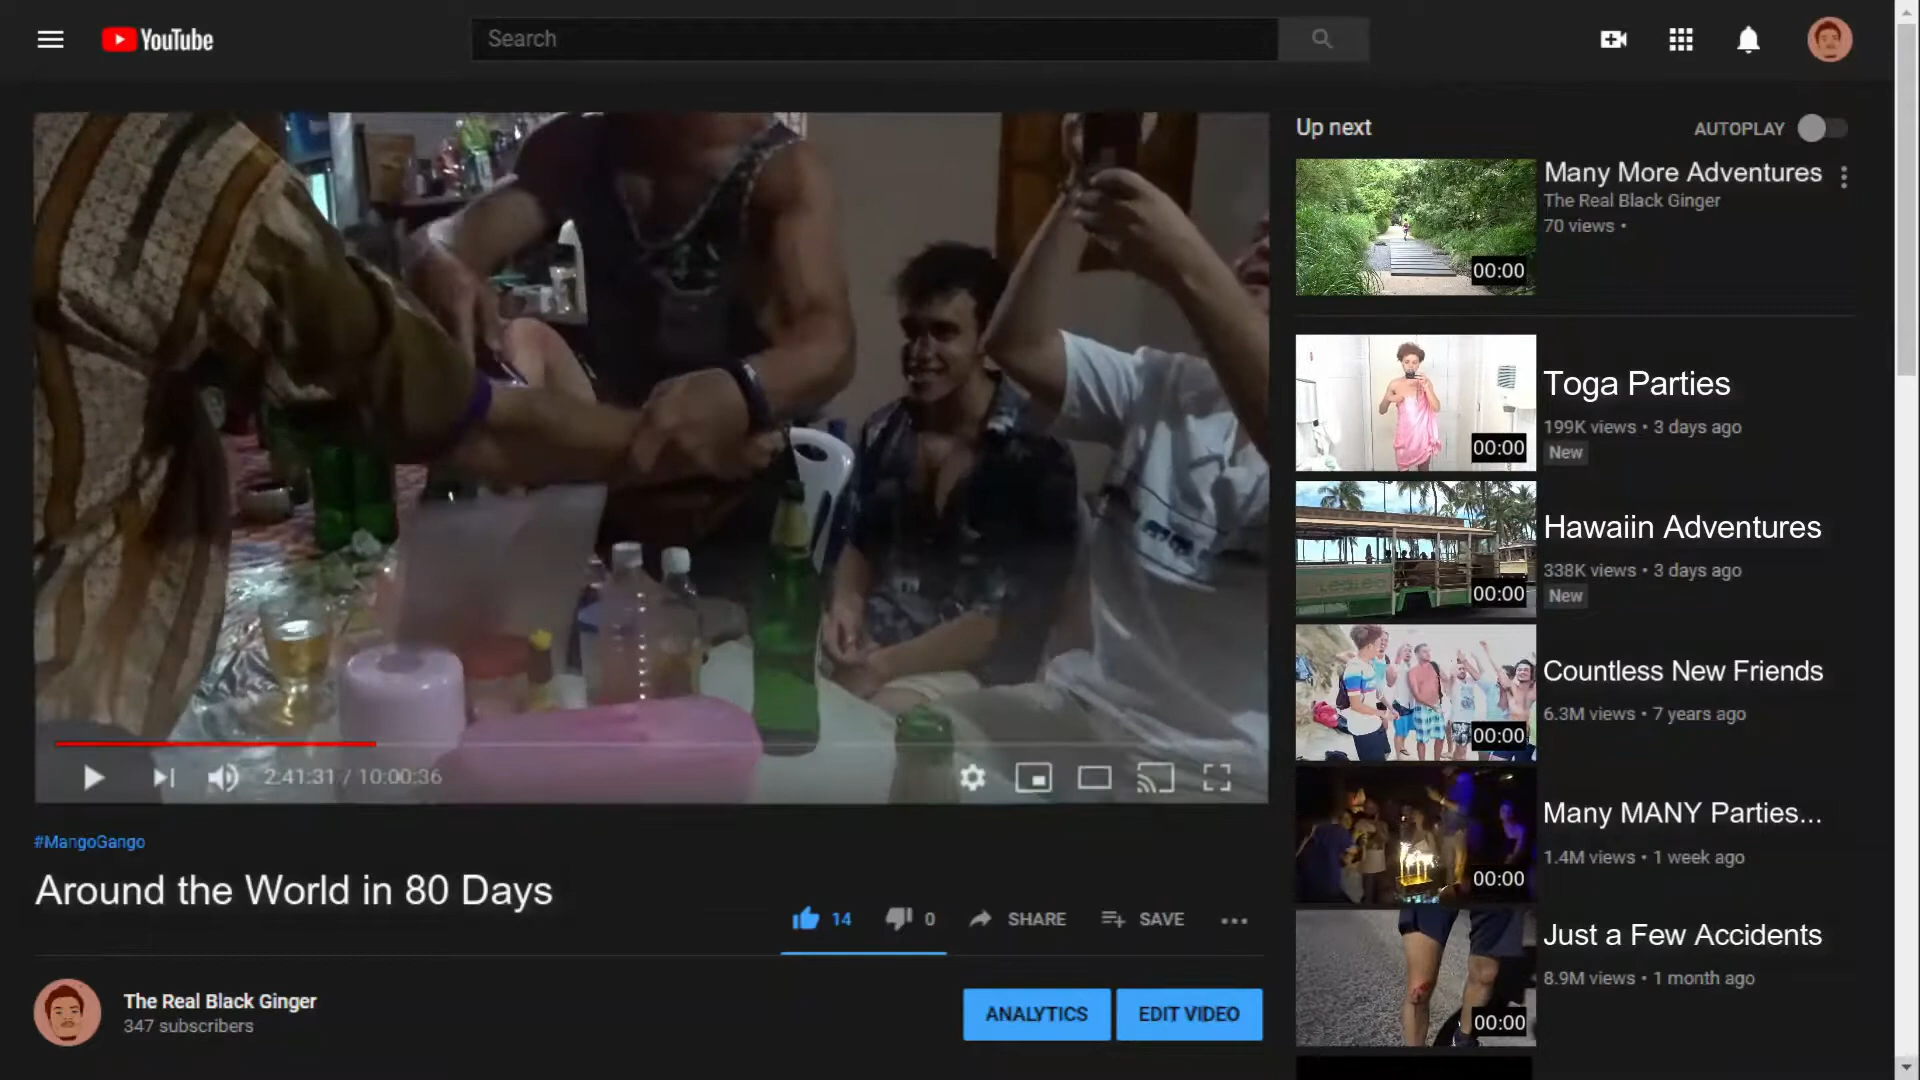 YouTube
Search
Up next
AUTOPLAY
Many More Adventures
The Real Black Ginger
70 views •
00:00
Toga Parties
199K views • 3 days ago
New
00:00
Hawaiin Adventures
338K views • 3 days ago
New
00:00
Countless New Friends
6.3M views • 7 years ago
00:00
Many MANY Parties...
1.4M views • 1 week ago
00:00
Just a Few Accidents
8.9M views • 1 month ago
00:00
2:41:31 / 10:00:36
#MangoGango
Around the World in 80 Days
14 0 SHARE SAVE
The Real Black Ginger
347 subscribers
ANALYTICS EDIT VIDEO